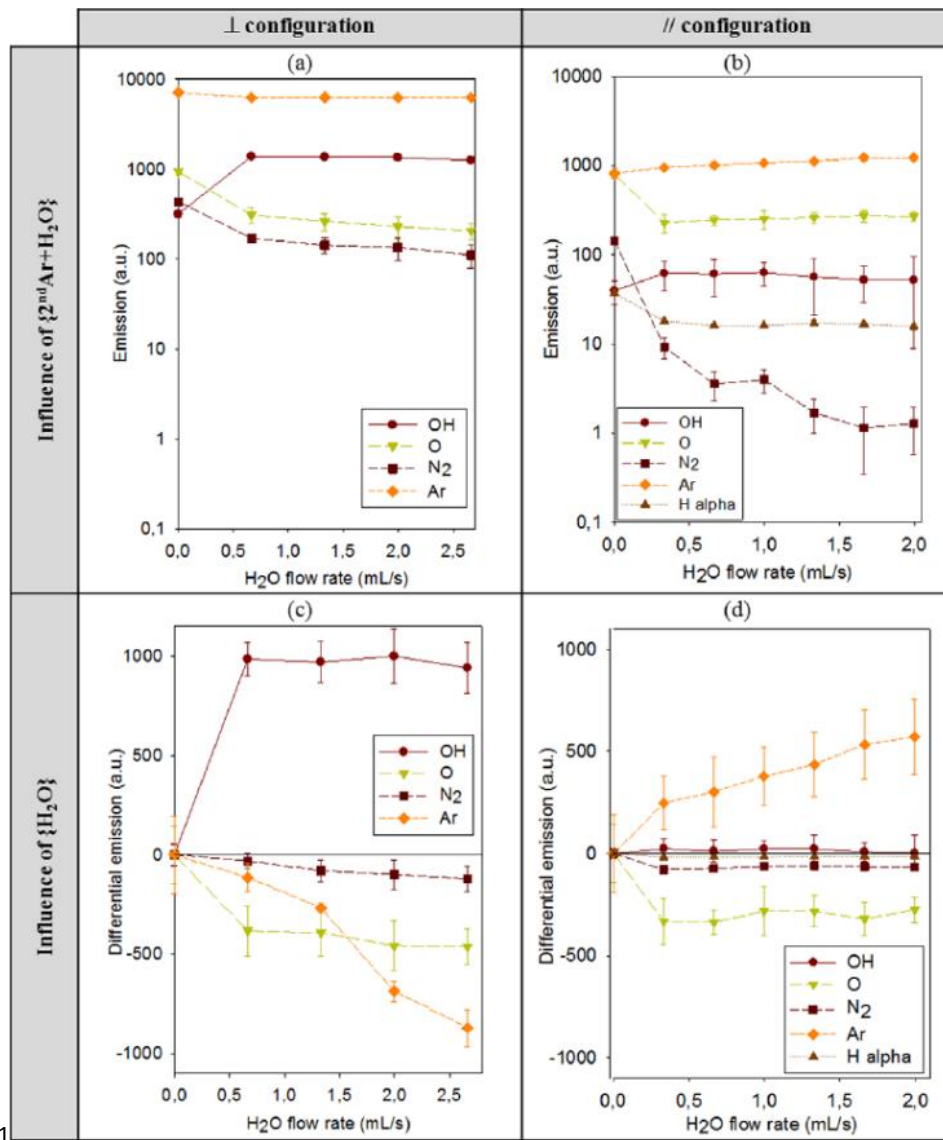 ⊥ configuration
// configuration
Influence of {2ndAr+H2O}
(a)
10000
1000
100
10
1
0,1
Emission (a.u.)
OH
O
N2
Ar
0,0 0,5 1,0 1,5 2,0 2,5
H2O flow rate (mL/s)
(b)
10000
1000
100
10
1
0,1
Emission (a.u.)
OH
O
N2
Ar
H alpha
0,0 0,5 1,0 1,5 2,0
H2O flow rate (mL/s)
Influence of {H2O}
(c)
1000
500
0
-500
-1000
Differential emission (a.u.)
OH
O
N2
Ar
0,0 0,5 1,0 1,5 2,0 2,5
H2O flow rate (mL/s)
(d)
1000
500
0
-500
-1000
Differential emission (a.u.)
OH
O
N2
Ar
H alpha
0,0 0,5 1,0 1,5 2,0
H2O flow rate (mL/s)
1